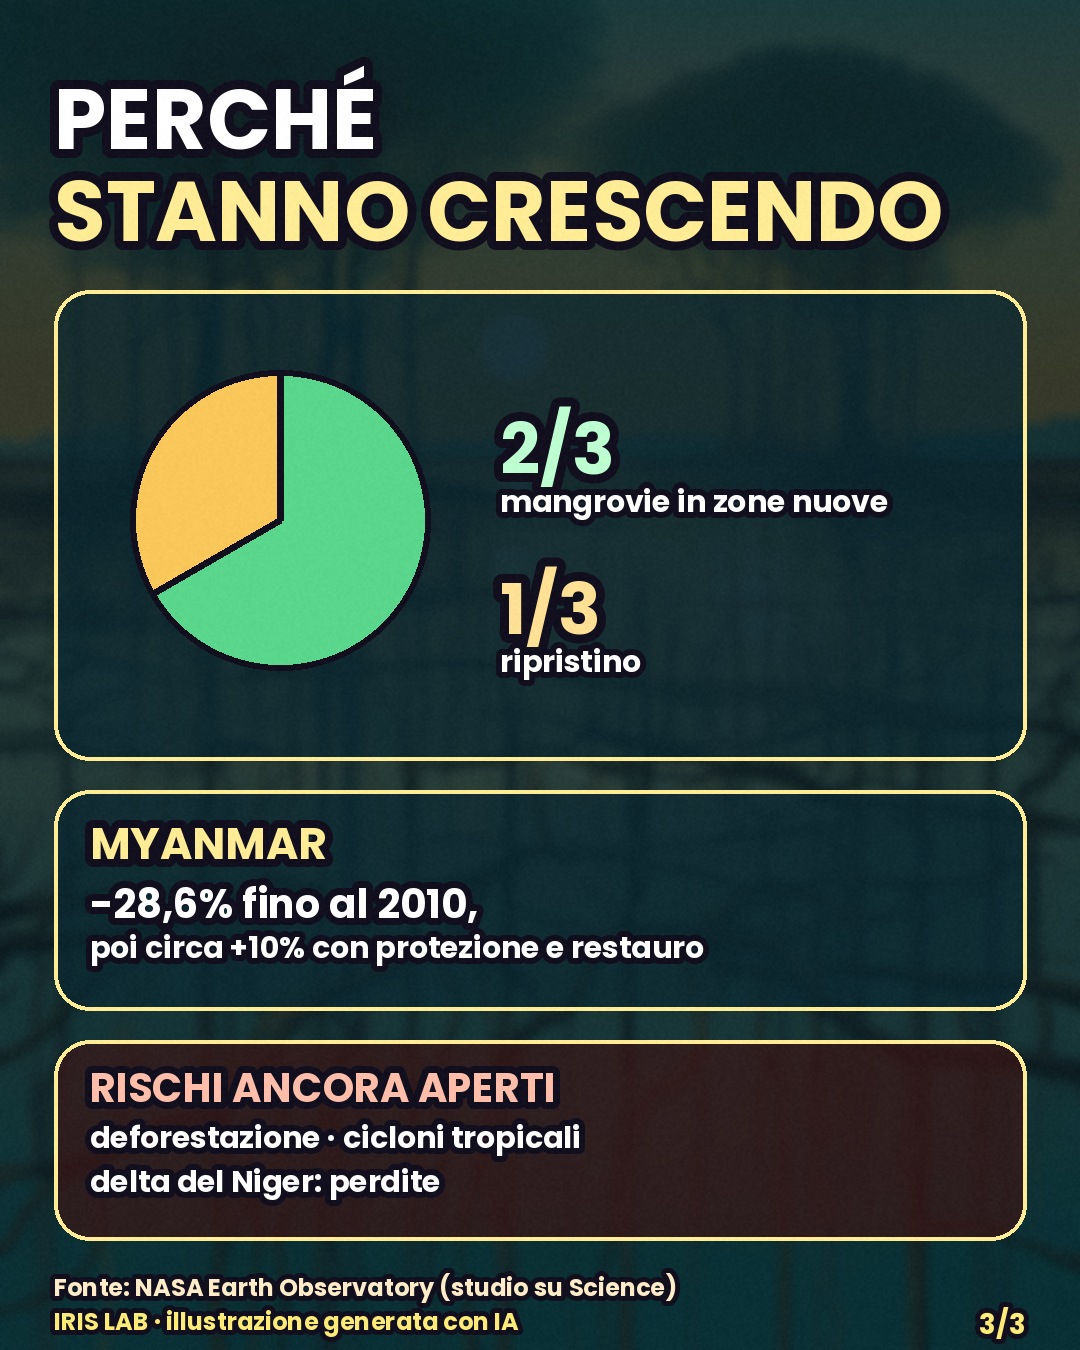 PERCHÉ
STANNO CRESCENDO
2/3
mangrovie in zone nuove
1/3
ripristino
MYANMAR
−28,6% fino al 2010,
poi circa +10% con protezione e restauro
RISCHI ANCORA APERTI
deforestazione · cicloni tropicali
delta del Niger: perdite
Fonte: NASA Earth Observatory (studio su Science)
IRIS LAB · illustrazione generata con IA
3/3